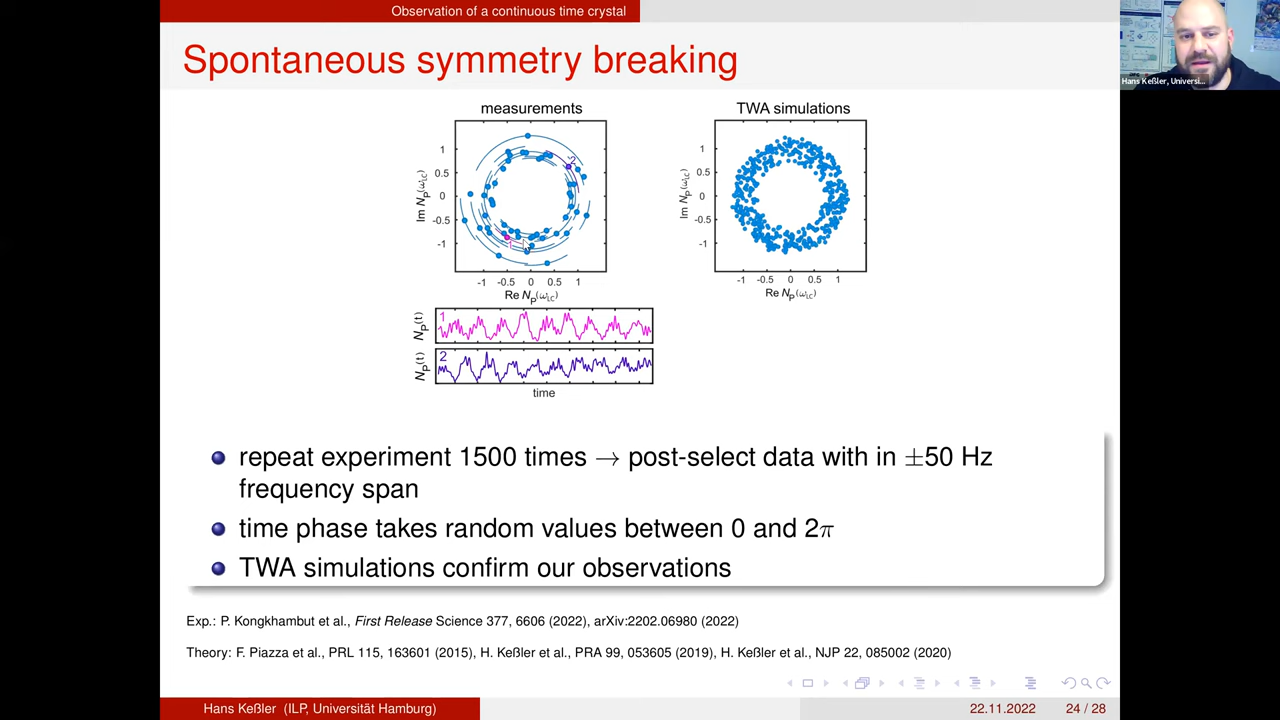 Observation of a continuous time crystal
Spontaneous symmetry breaking
Hans Keßler, Universi...
measurements
TWA simulations
Im N_P(ω_LC)
1
0.5
0
-0.5
-1
2
1
-1 -0.5 0 0.5 1
Re N_P(ω_LC)
Im N_P(ω_LC)
1
0.5
0
-0.5
-1
-1 -0.5 0 0.5 1
Re N_P(ω_LC)
N_P(t)
1
N_P(t)
2
time
repeat experiment 1500 times → post-select data with in ±50 Hz
frequency span
time phase takes random values between 0 and 2π
TWA simulations confirm our observations
Exp.: P. Kongkhambut et al., First Release Science 377, 6606 (2022), arXiv:2202.06980 (2022)
Theory: F. Piazza et al., PRL 115, 163601 (2015), H. Keßler et al., PRA 99, 053605 (2019), H. Keßler et al., NJP 22, 085002 (2020)
Hans Keßler (ILP, Universität Hamburg)
22.11.2022
24 / 28